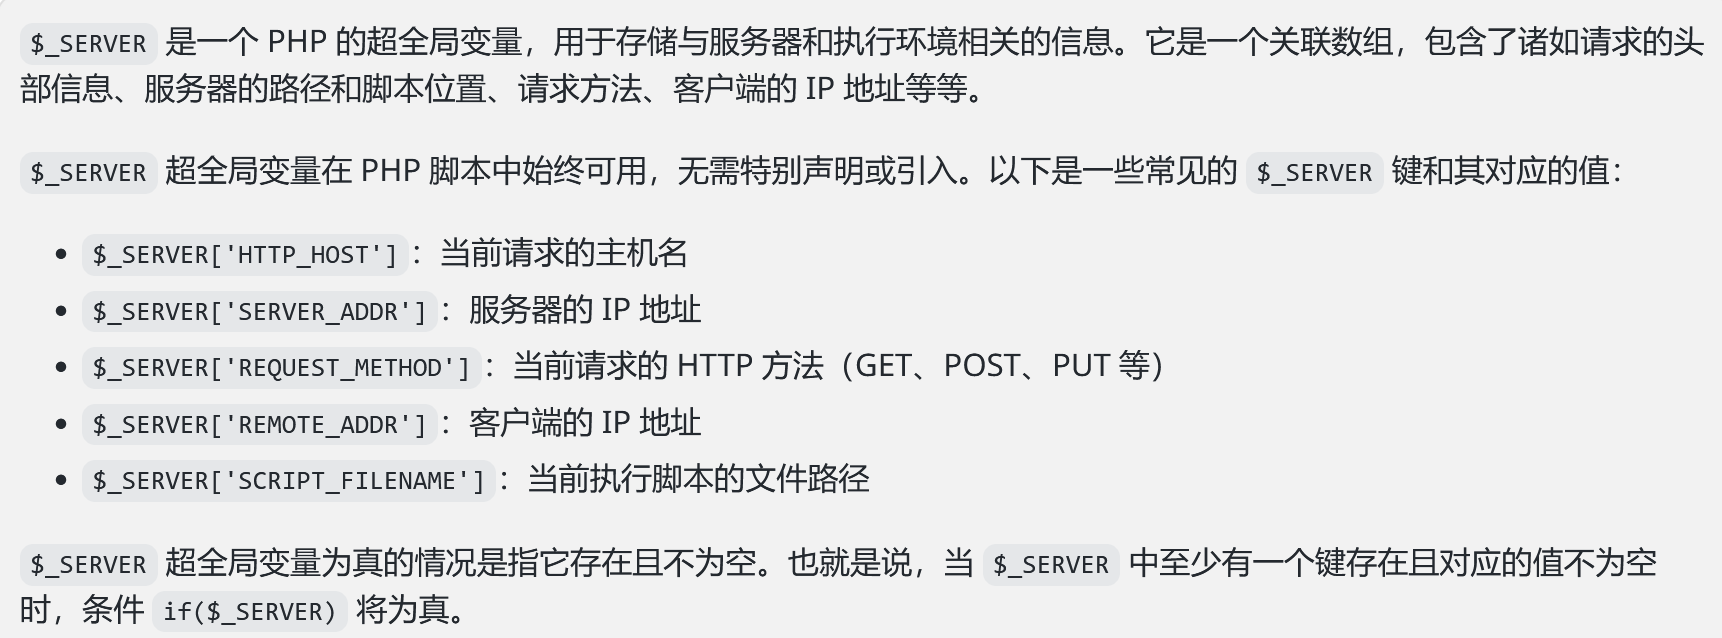 $_SERVER 是一个 PHP 的超全局变量，用于存储与服务器和执行环境相关的信息。它是一个关联数组，包含了诸如请求的头
部信息、服务器的路径和脚本位置、请求方法、客户端的 IP 地址等等。
$_SERVER 超全局变量在 PHP 脚本中始终可用，无需特别声明或引入。以下是一些常见的 $_SERVER 键和其对应的值：
• $_SERVER['HTTP_HOST']：当前请求的主机名
• $_SERVER['SERVER_ADDR']：服务器的 IP 地址
• $_SERVER['REQUEST_METHOD']：当前请求的 HTTP 方法（GET、POST、PUT 等）
• $_SERVER['REMOTE_ADDR']：客户端的 IP 地址
• $_SERVER['SCRIPT_FILENAME']：当前执行脚本的文件路径
$_SERVER 超全局变量为真的情况是指它存在且不为空。也就是说，当 $_SERVER 中至少有一个键存在且对应的值不为空
时，条件 if($_SERVER) 将为真。